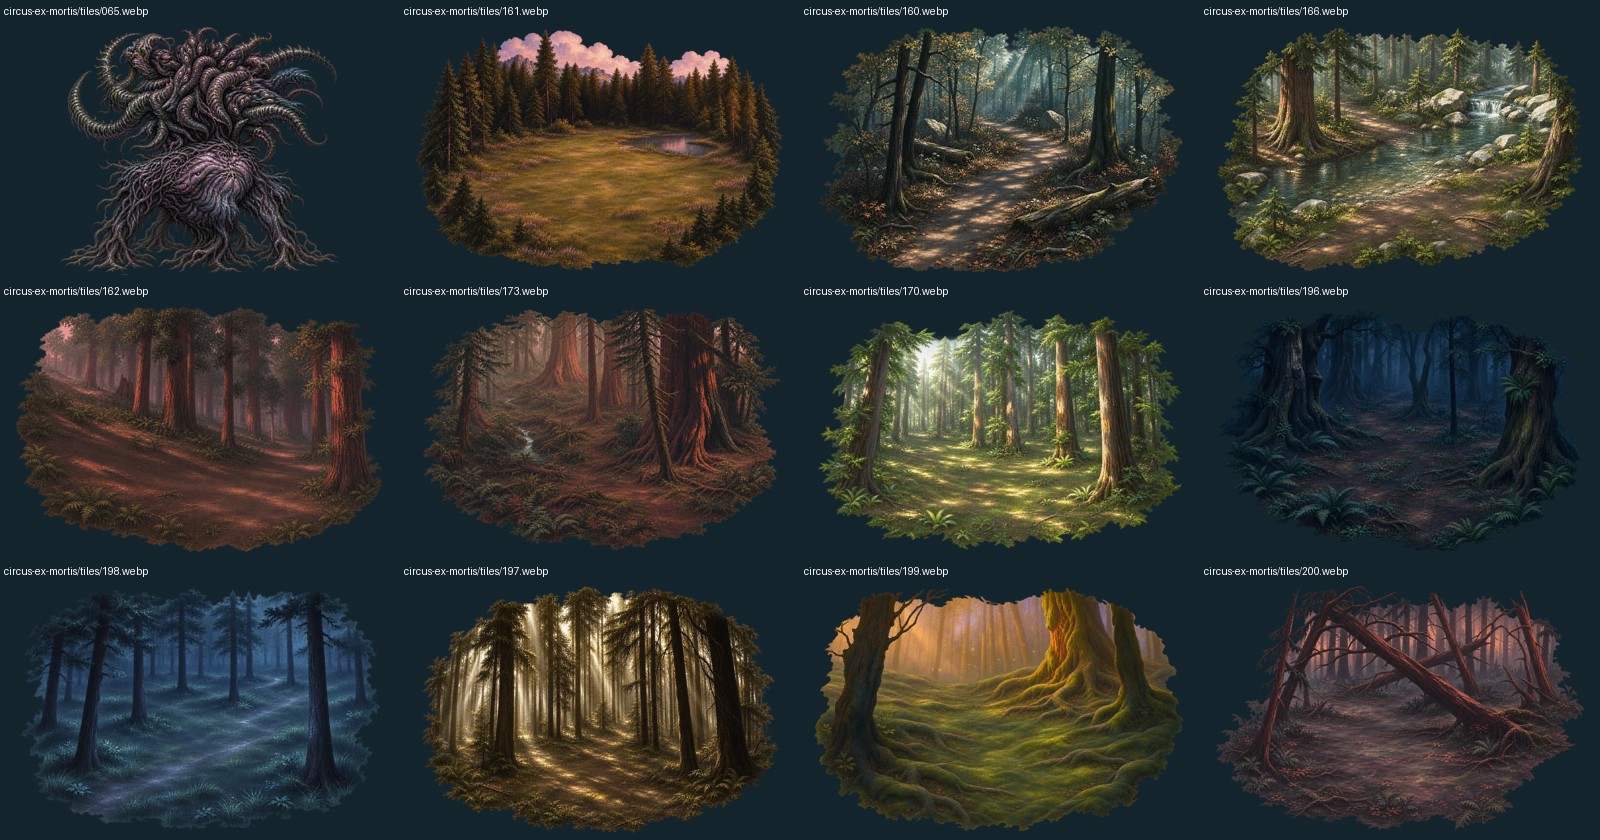 circus-ex-mortis/tiles/065.webp
circus-ex-mortis/tiles/161.webp
circus-ex-mortis/tiles/160.webp
circus-ex-mortis/tiles/166.webp
circus-ex-mortis/tiles/162.webp
circus-ex-mortis/tiles/173.webp
circus-ex-mortis/tiles/170.webp
circus-ex-mortis/tiles/196.webp
circus-ex-mortis/tiles/198.webp
circus-ex-mortis/tiles/197.webp
circus-ex-mortis/tiles/199.webp
circus-ex-mortis/tiles/200.webp